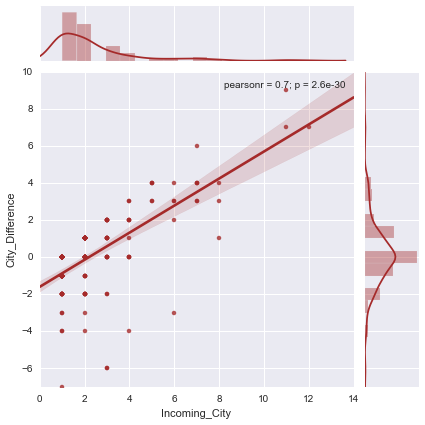 pearsonr = 0.7; p = 2.6e-30
10
8
6
4
2
0
−2
−4
−6
City_Difference
0 2 4 6 8 10 12 14
Incoming_City